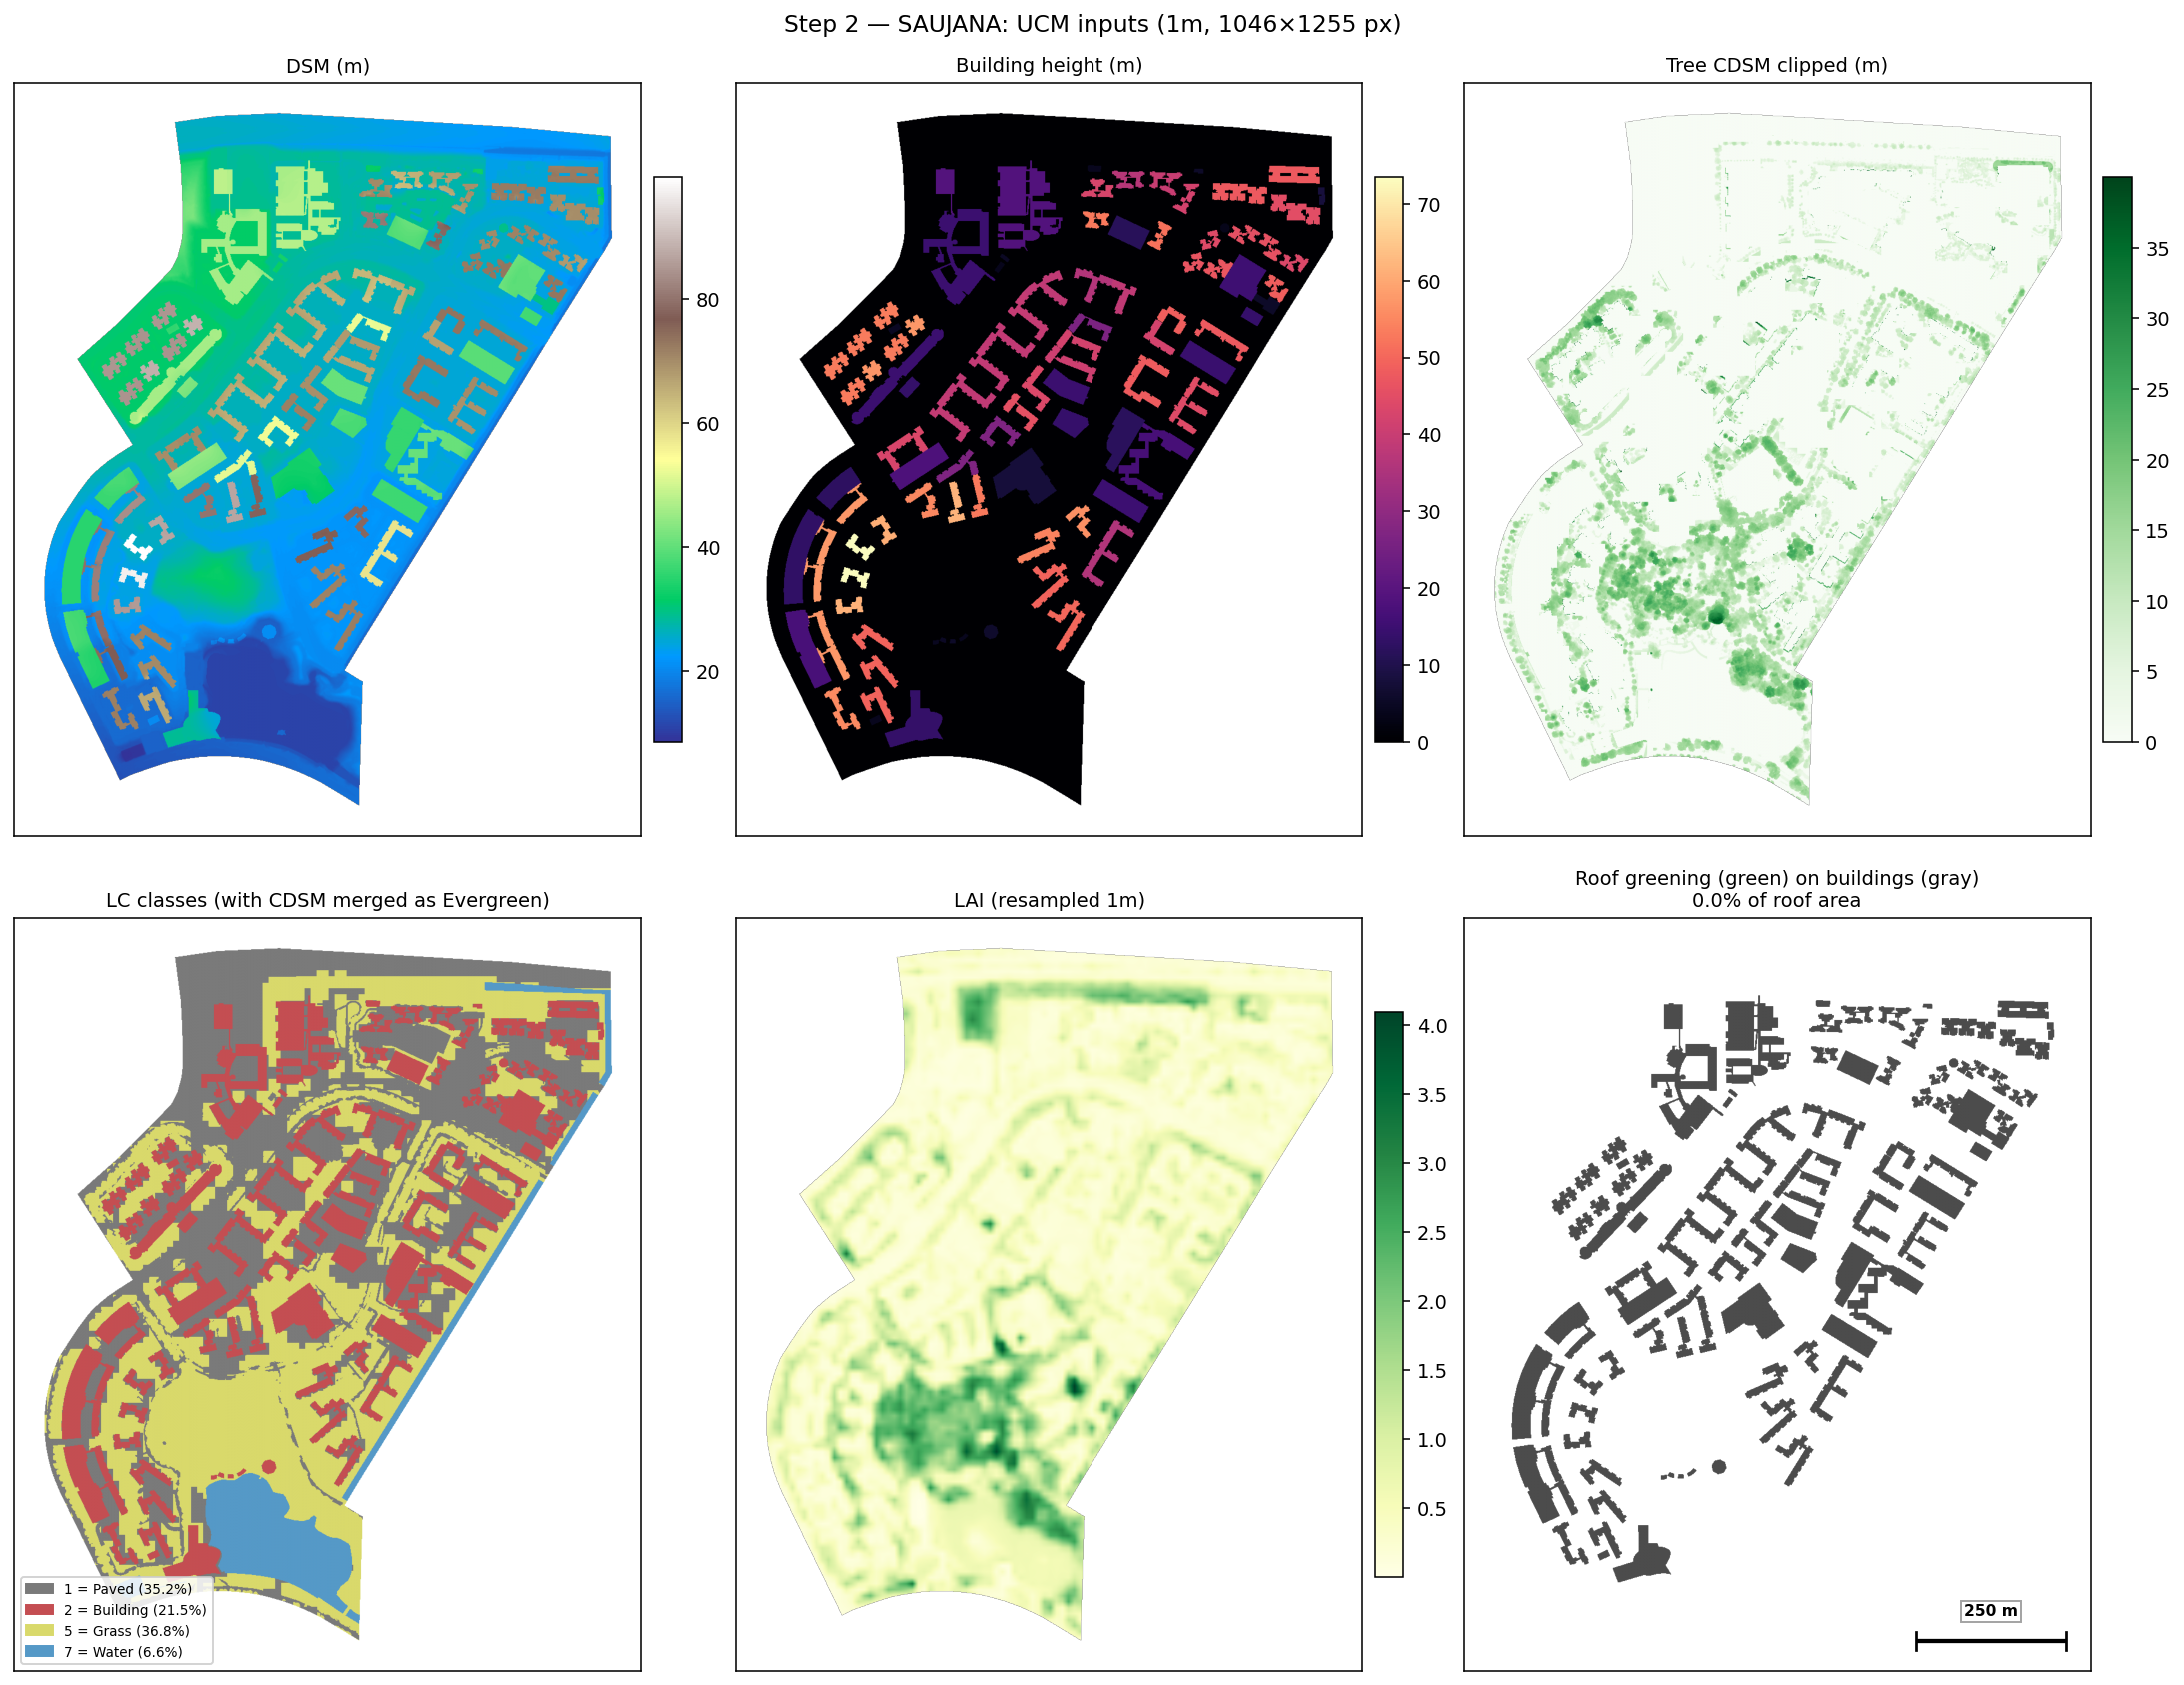 Step 2 — SAUJANA: UCM inputs (1m, 1046×1255 px)
DSM (m)
80
60
40
20
Building height (m)
70
60
50
40
30
20
10
0
Tree CDSM clipped (m)
35
30
25
20
15
10
5
0
LC classes (with CDSM merged as Evergreen)
1 = Paved (35.2%)
2 = Building (21.5%)
5 = Grass (36.8%)
7 = Water (6.6%)
LAI (resampled 1m)
4.0
3.5
3.0
2.5
2.0
1.5
1.0
0.5
Roof greening (green) on buildings (gray)
0.0% of roof area
250 m